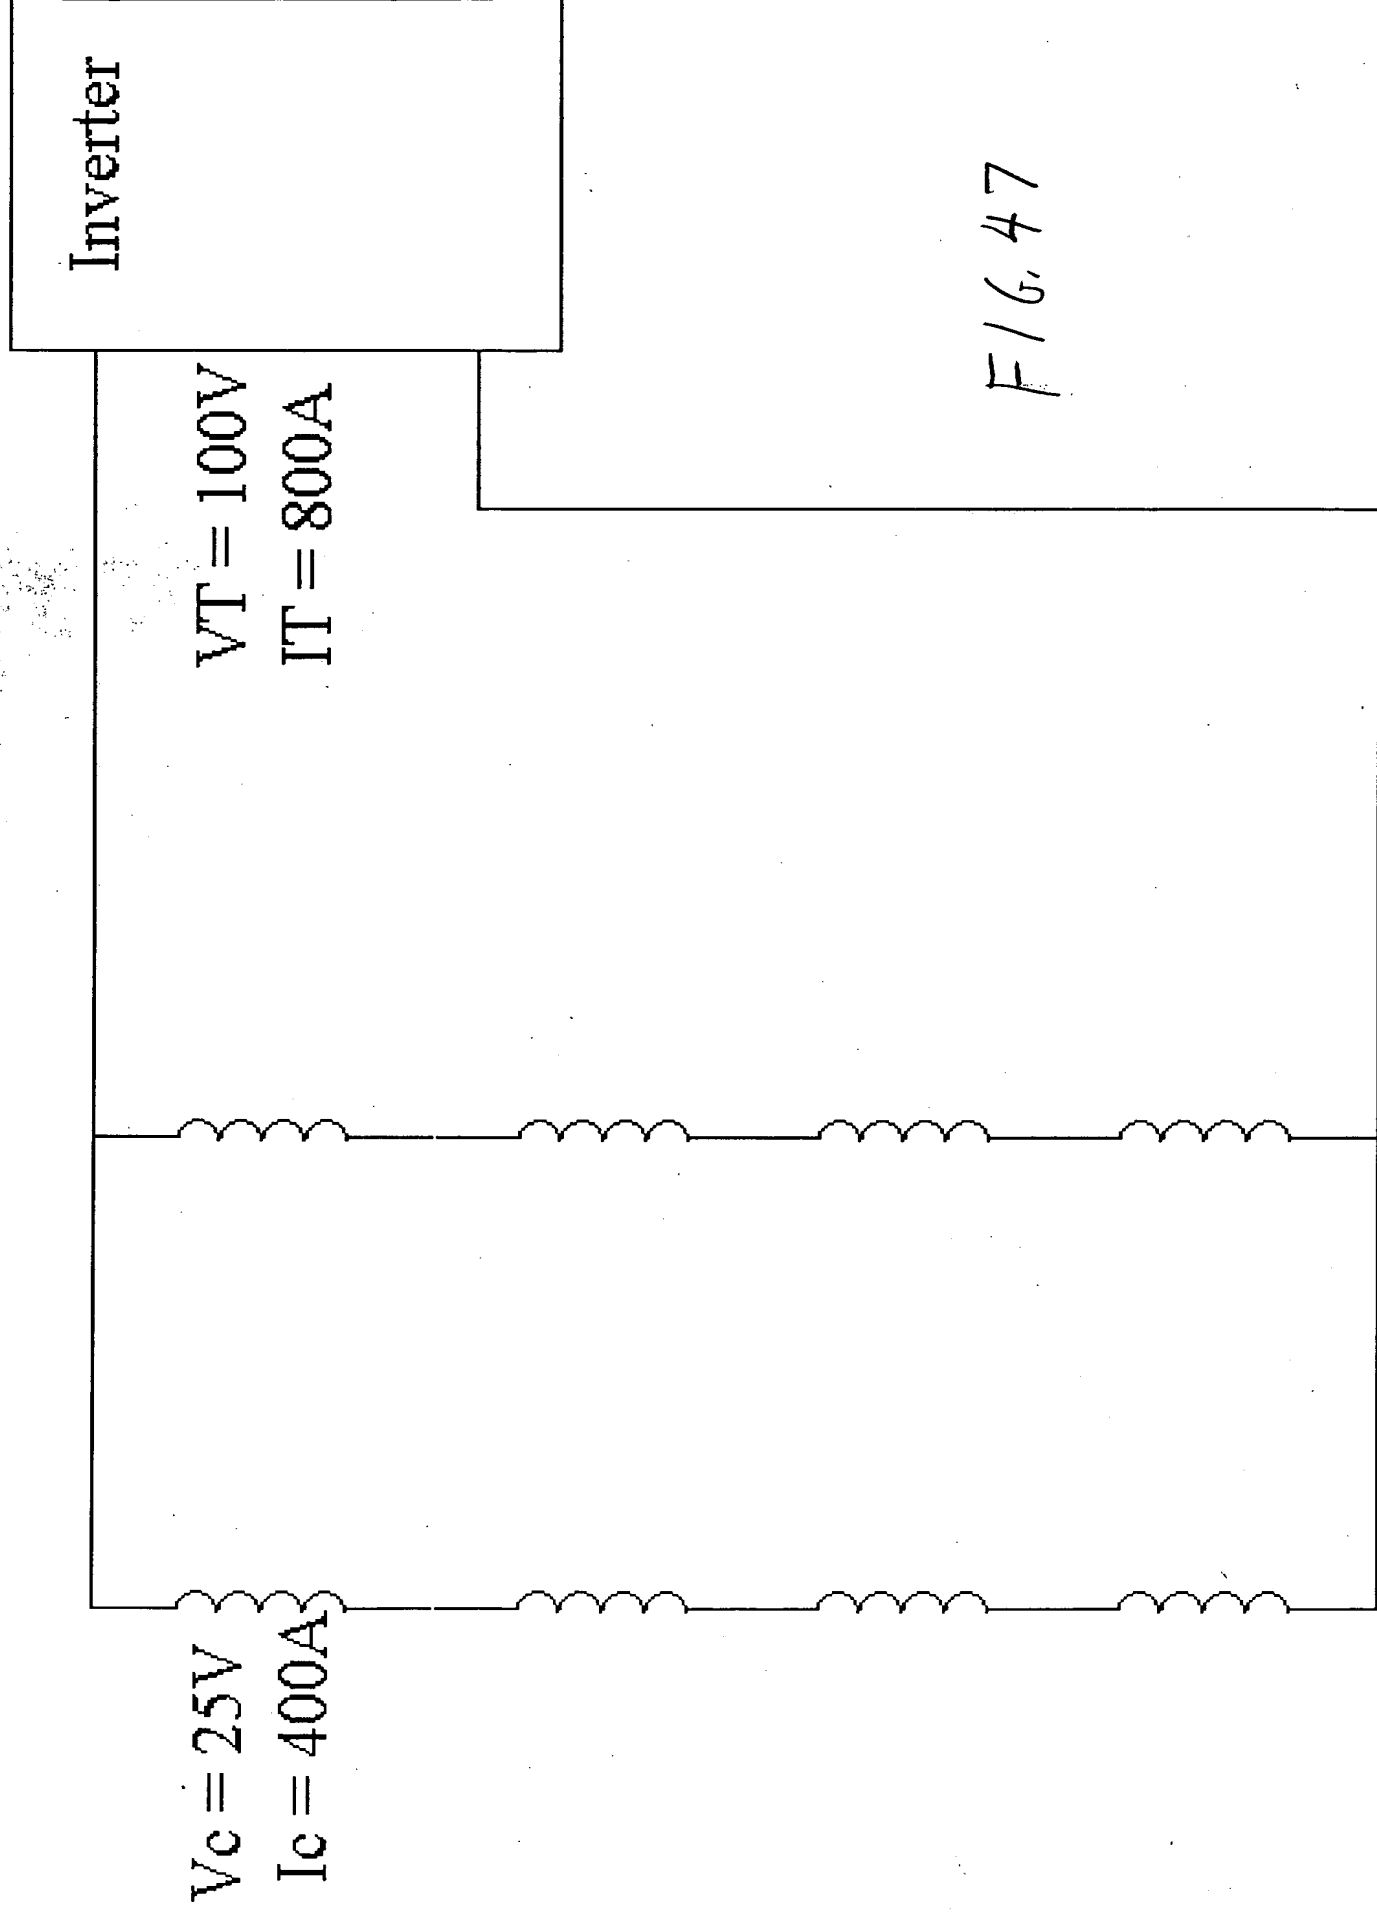 Vc = 25V
Ic = 400A
VT = 100V
IT = 800A
Inverter
FIG. 47